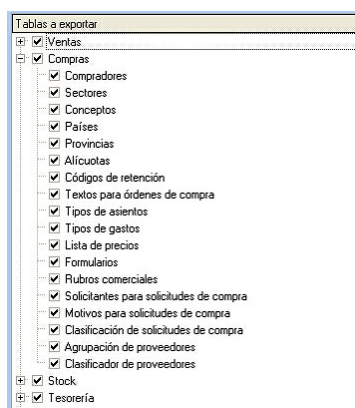 Tablas a exportar
Ventas
Compras
Compradores
Sectores
Conceptos
Países
Provincias
Alícuotas
Códigos de retención
Textos para órdenes de compra
Tipos de asientos
Tipos de gastos
Lista de precios
Formularios
Rubros comerciales
Solicitantes para solicitudes de compra
Motivos para solicitudes de compra
Clasificación de solicitudes de compra
Agrupación de proveedores
Clasificador de proveedores
Stock
Tesorería